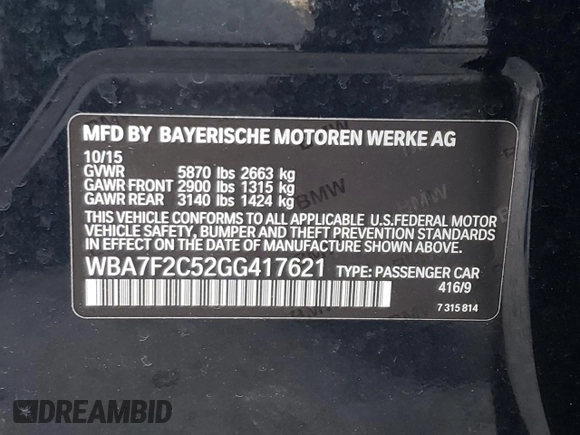 MFD BY BAYERISCHE MOTOREN WERKE AG
10/15
GVWR 5870 lbs 2663 kg
GAWR FRONT 2900 lbs 1315 kg
GAWR REAR 3140 lbs 1424 kg
THIS VEHICLE CONFORMS TO ALL APPLICABLE U.S.FEDERAL MOTOR
VEHICLE SAFETY, BUMPER AND THEFT PREVENTION STANDARDS
IN EFFECT ON THE DATE OF MANUFACTURE SHOWN ABOVE.
WBA7F2C52GG417621 TYPE: PASSENGER CAR
416/9
7 315 814
BMW
DREAMBID